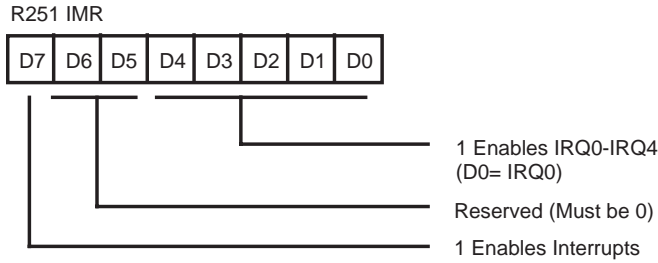 R251 IMR
D7 D6 D5 D4 D3 D2 D1 D0
1 Enables IRQ0-IRQ4
(D0= IRQ0)
Reserved (Must be 0)
1 Enables Interrupts